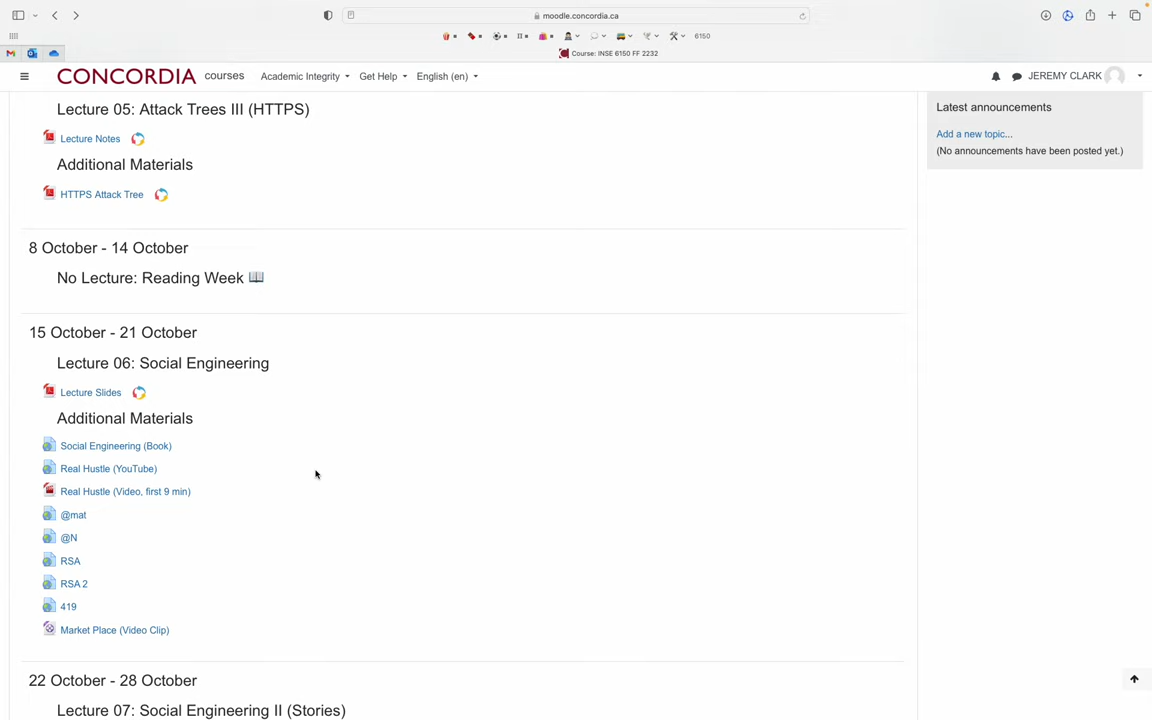 moodle.concordia.ca
6150
Course: INSE 6150 FF 2232
CONCORDIA courses Academic Integrity Get Help English (en) JEREMY CLARK
Lecture 05: Attack Trees III (HTTPS)
Lecture Notes
Additional Materials
HTTPS Attack Tree
8 October - 14 October
No Lecture: Reading Week
15 October - 21 October
Lecture 06: Social Engineering
Lecture Slides
Additional Materials
Social Engineering (Book)
Real Hustle (YouTube)
Real Hustle (Video, first 9 min)
@mat
@N
RSA
RSA 2
419
Market Place (Video Clip)
22 October - 28 October
Lecture 07: Social Engineering II (Stories)
Latest announcements
Add a new topic...
(No announcements have been posted yet.)